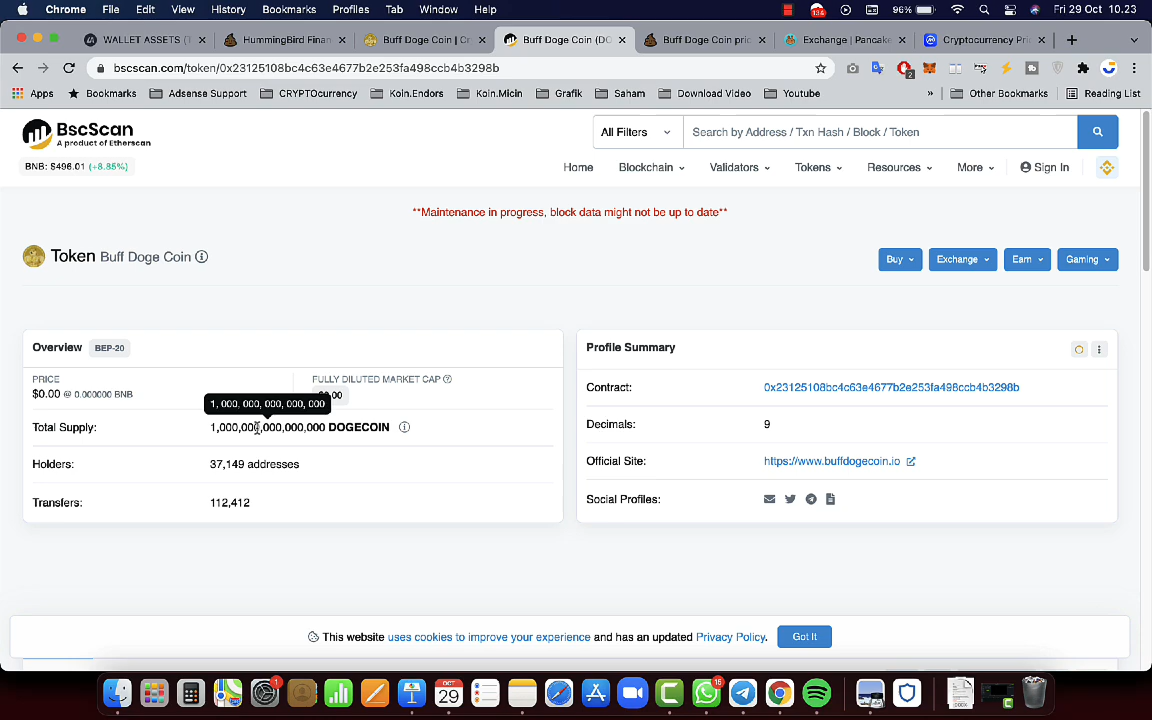 Chrome File Edit View History Bookmarks Profiles Tab Window Help 134 96% Fri 29 Oct 10.23
WALLET ASSETS (T HummingBird Finan Buff Doge Coin | Cr Buff Doge Coin (DO Buff Doge Coin pric Exchange | Pancake Cryptocurrency Pric
bscscan.com/token/0x23125108bc4c63e4677b2e253fa498ccb4b3298b 2
Apps Bookmarks Adsense Support CRYPTOcurrency Koin.Endors Koin.Micin Grafik Saham Download Video Youtube » Other Bookmarks Reading List
BscScan
A product of Etherscan
All Filters Search by Address / Txn Hash / Block / Token
BNB: $496.01 (+8.85%)
Home Blockchain Validators Tokens Resources More Sign In
**Maintenance in progress, block data might not be up to date**
Token Buff Doge Coin
Buy Exchange Earn Gaming
Overview BEP-20
Profile Summary
PRICE
$0.00 @ 0.000000 BNB
FULLY DILUTED MARKET CAP
Contract: 0x23125108bc4c63e4677b2e253fa498ccb4b3298b
1, 000, 000, 000, 000, 000
Total Supply: 1,000,000,000,000,000 DOGECOIN
Decimals: 9
Holders: 37,149 addresses
Official Site: https://www.buffdogecoin.io
Transfers: 112,412
Social Profiles:
This website uses cookies to improve your experience and has an updated Privacy Policy. Got It
1 OCT 29 15